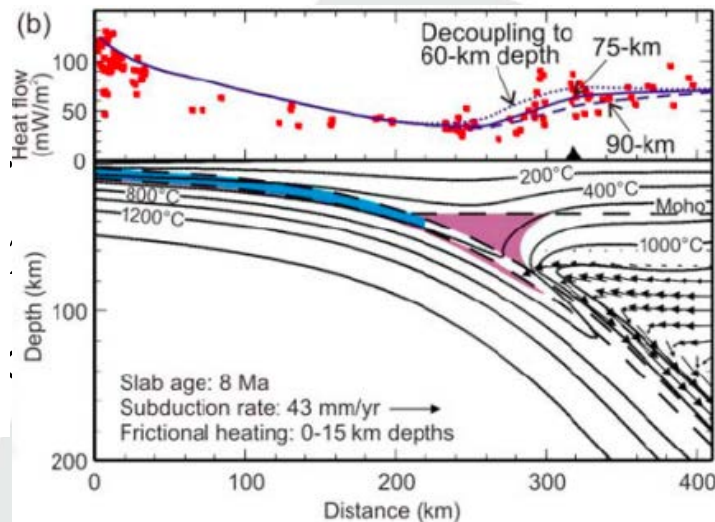 (b)
Heat flow
(mW/m²)
100
50
0
Decoupling to
60-km depth
75-km
90-km
Depth (km)
100
200
200°C
400°C
800°C
Moho
1200°C
1000°C
Slab age: 8 Ma
Subduction rate: 43 mm/yr
Frictional heating: 0-15 km depths
0
100
200
300
400
Distance (km)